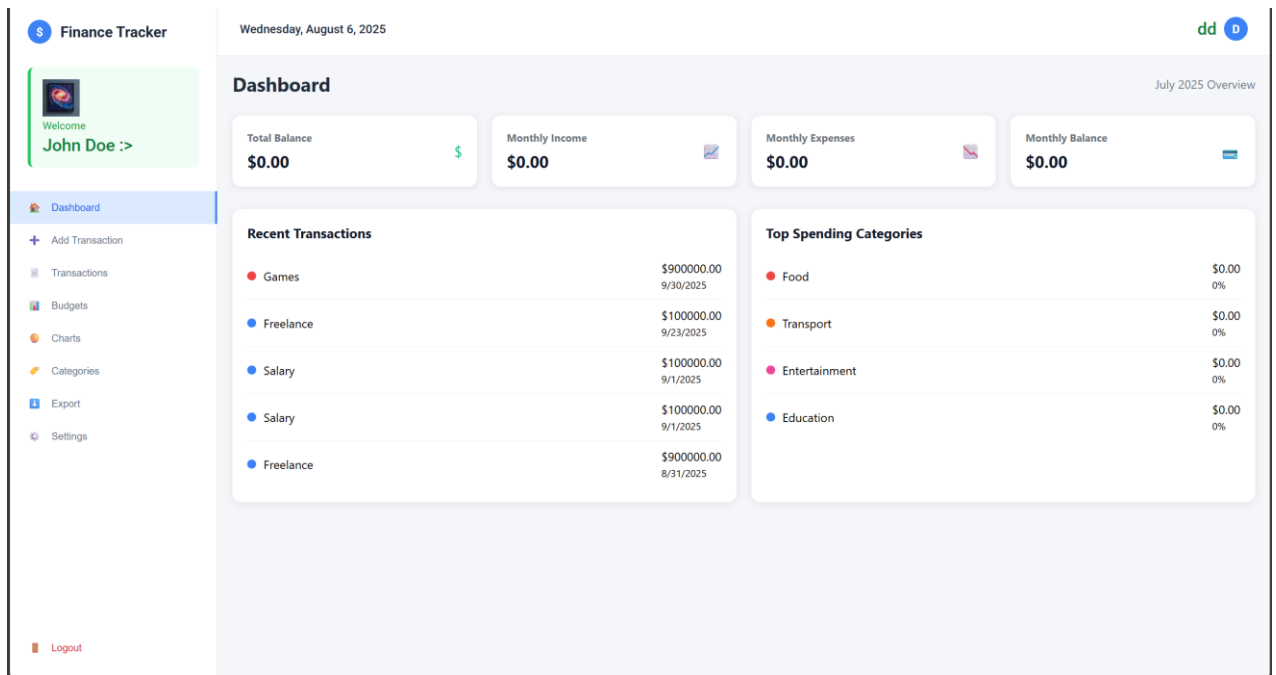 $ Finance Tracker
Wednesday, August 6, 2025
dd D
Welcome
John Doe :>
Dashboard
Add Transaction
Transactions
Budgets
Charts
Categories
Export
Settings
Logout
Dashboard
July 2025 Overview
Total Balance
$0.00
$
Monthly Income
$0.00
Monthly Expenses
$0.00
Monthly Balance
$0.00
Recent Transactions
Games $900000.00
9/30/2025
Freelance $100000.00
9/23/2025
Salary $100000.00
9/1/2025
Salary $100000.00
9/1/2025
Freelance $900000.00
8/31/2025
Top Spending Categories
Food $0.00
0%
Transport $0.00
0%
Entertainment $0.00
0%
Education $0.00
0%